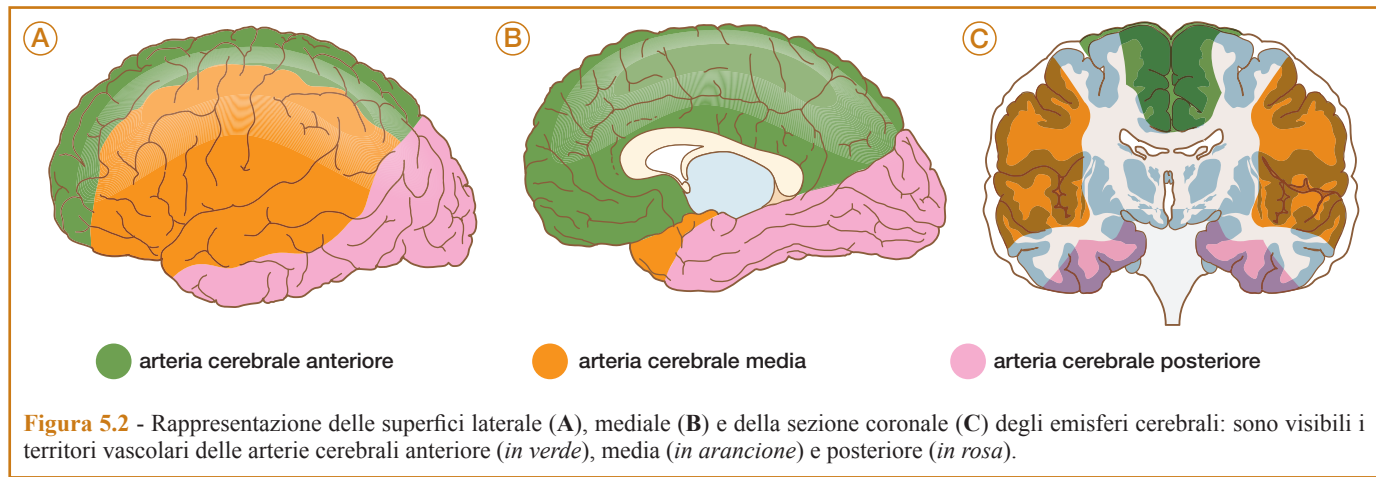 A
B
C
arteria cerebrale anteriore
arteria cerebrale media
arteria cerebrale posteriore
Figura 5.2 - Rappresentazione delle superfici laterale (A), mediale (B) e della sezione coronale (C) degli emisferi cerebrali: sono visibili i
territori vascolari delle arterie cerebrali anteriore (in verde), media (in arancione) e posteriore (in rosa).